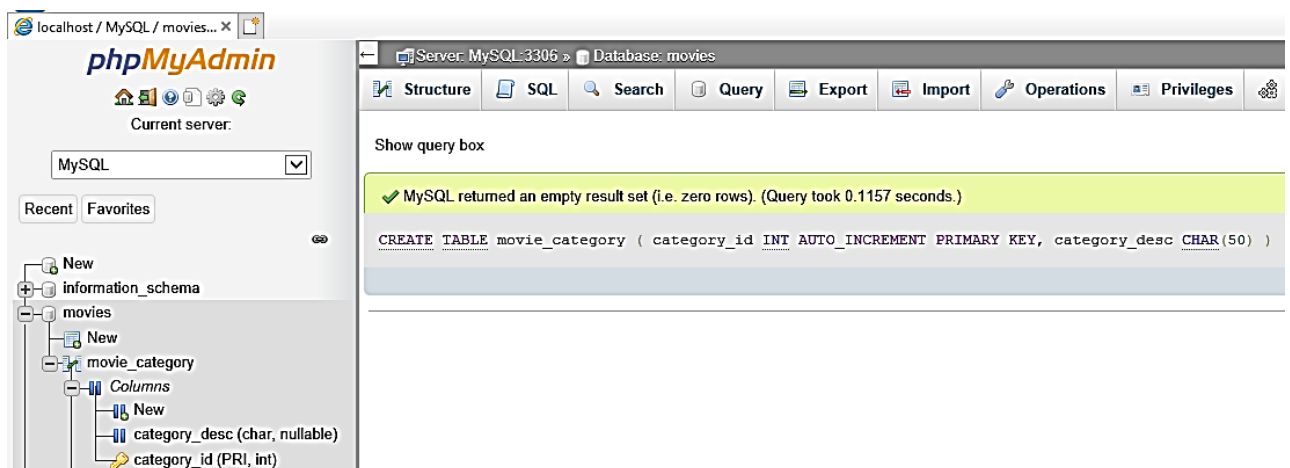 localhost / MySQL / movies...
phpMyAdmin
Current server:
MySQL
Recent Favorites
New
information_schema
movies
New
movie_category
Columns
New
category_desc (char, nullable)
category_id (PRI, int)
Server: MySQL:3306 » Database: movies
Structure SQL Search Query Export Import Operations Privileges
Show query box
MySQL returned an empty result set (i.e. zero rows). (Query took 0.1157 seconds.)
CREATE TABLE movie_category ( category_id INT AUTO_INCREMENT PRIMARY KEY, category_desc CHAR(50) )